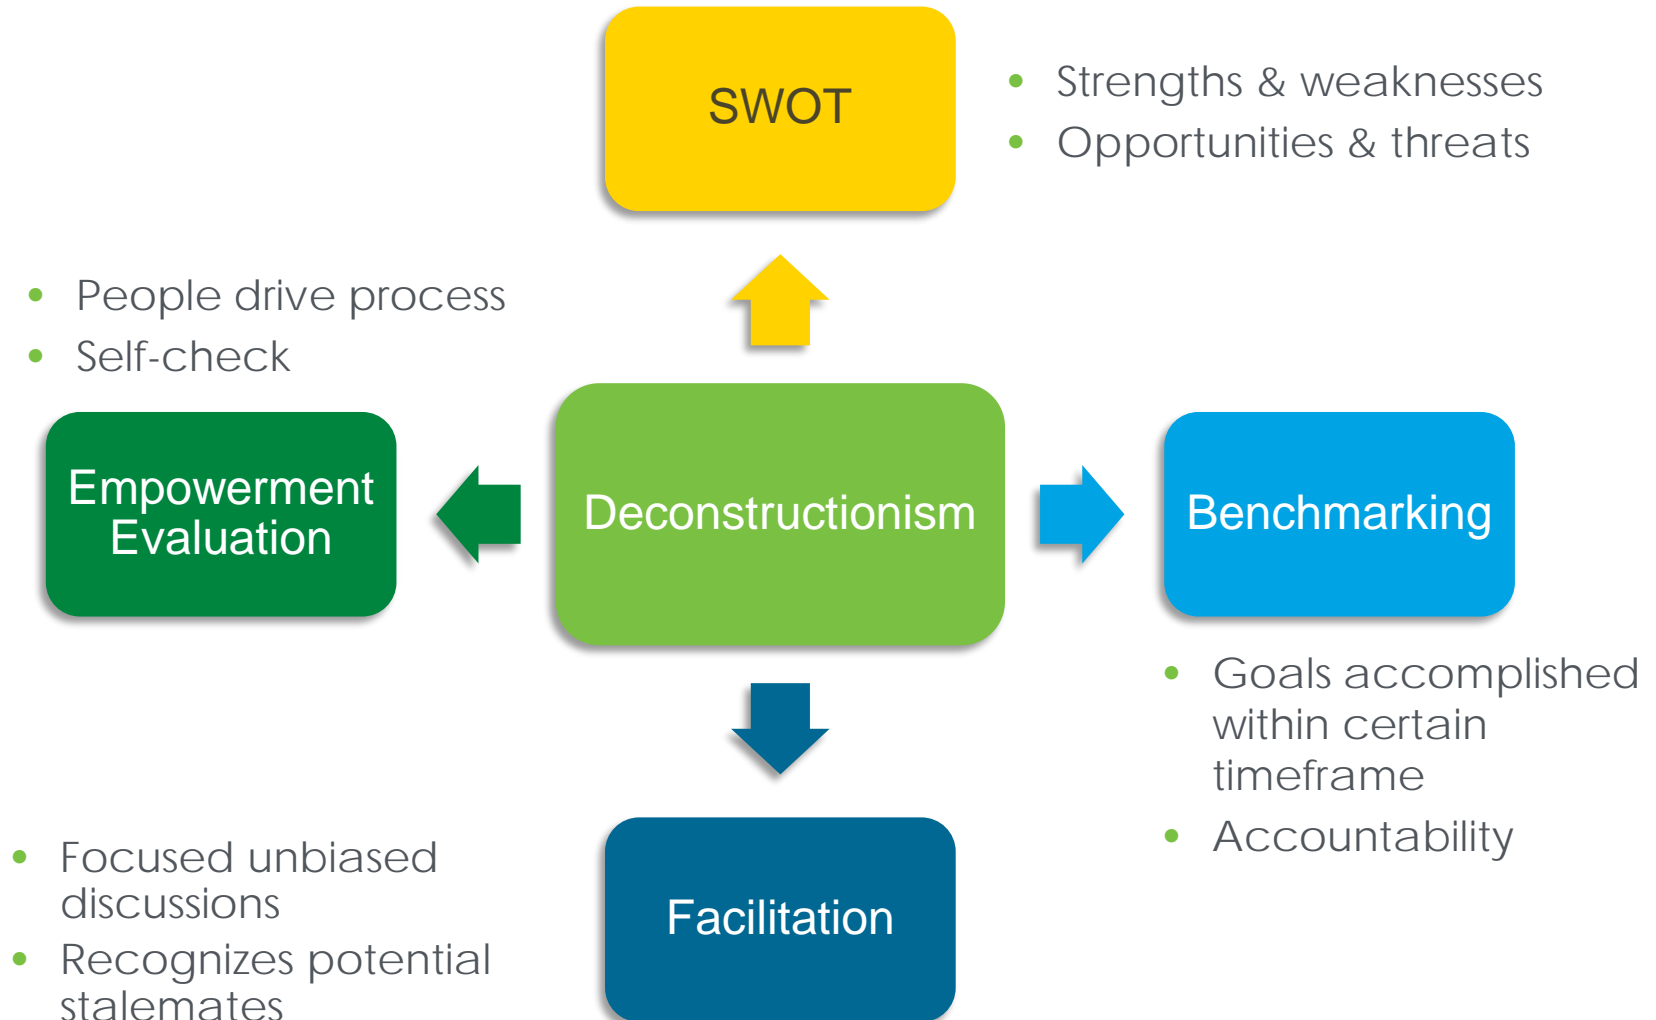 SWOT
• Strengths & weaknesses
• Opportunities & threats
• People drive process
• Self-check
Empowerment
Evaluation
Deconstructionism
Benchmarking
• Goals accomplished
within certain
timeframe
• Accountability
• Focused unbiased
discussions
• Recognizes potential
stalemates
Facilitation